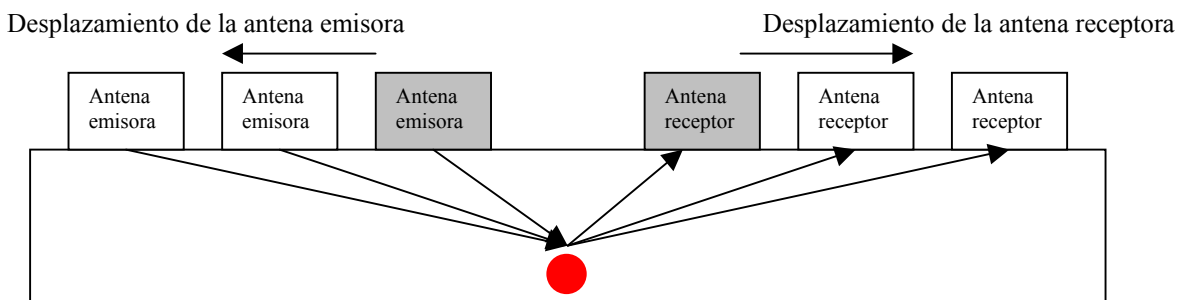 Desplazamiento de la antena emisora
Desplazamiento de la antena receptora
Antena
emisora
Antena
emisora
Antena
emisora
Antena
receptor
Antena
receptor
Antena
receptor